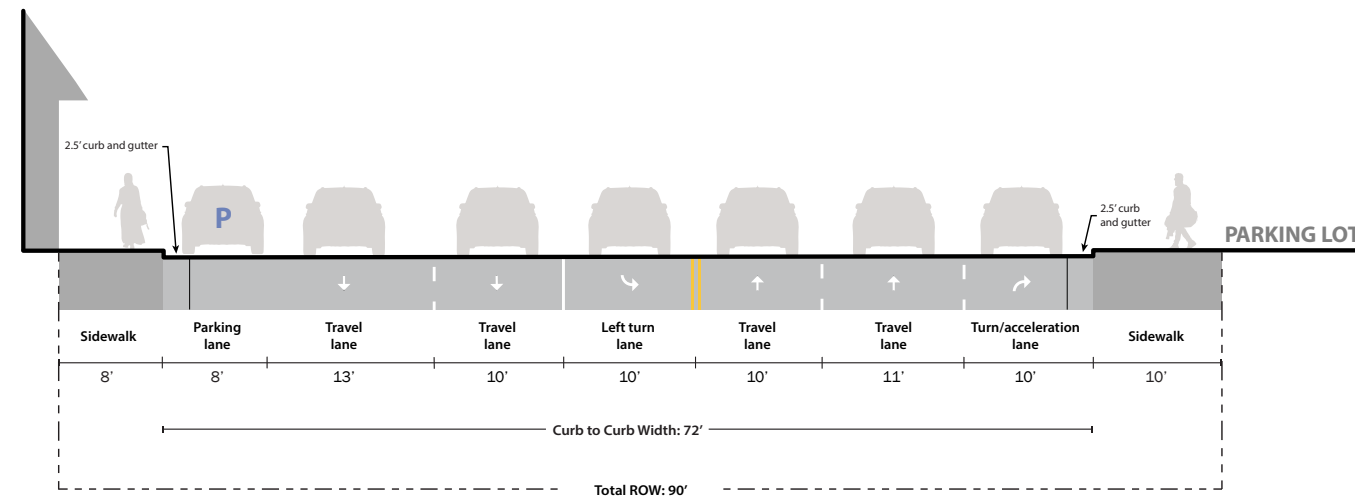 2.5’ curb and gutter
P
2.5’ curb
and gutter
PARKING LOT
Sidewalk
Parking
lane
Travel
lane
Travel
lane
Left turn
lane
Travel
lane
Travel
lane
Turn/acceleration
lane
Sidewalk
8’
8’
13’
10’
10’
10’
11’
10’
10’
Curb to Curb Width: 72’
Total ROW: 90’